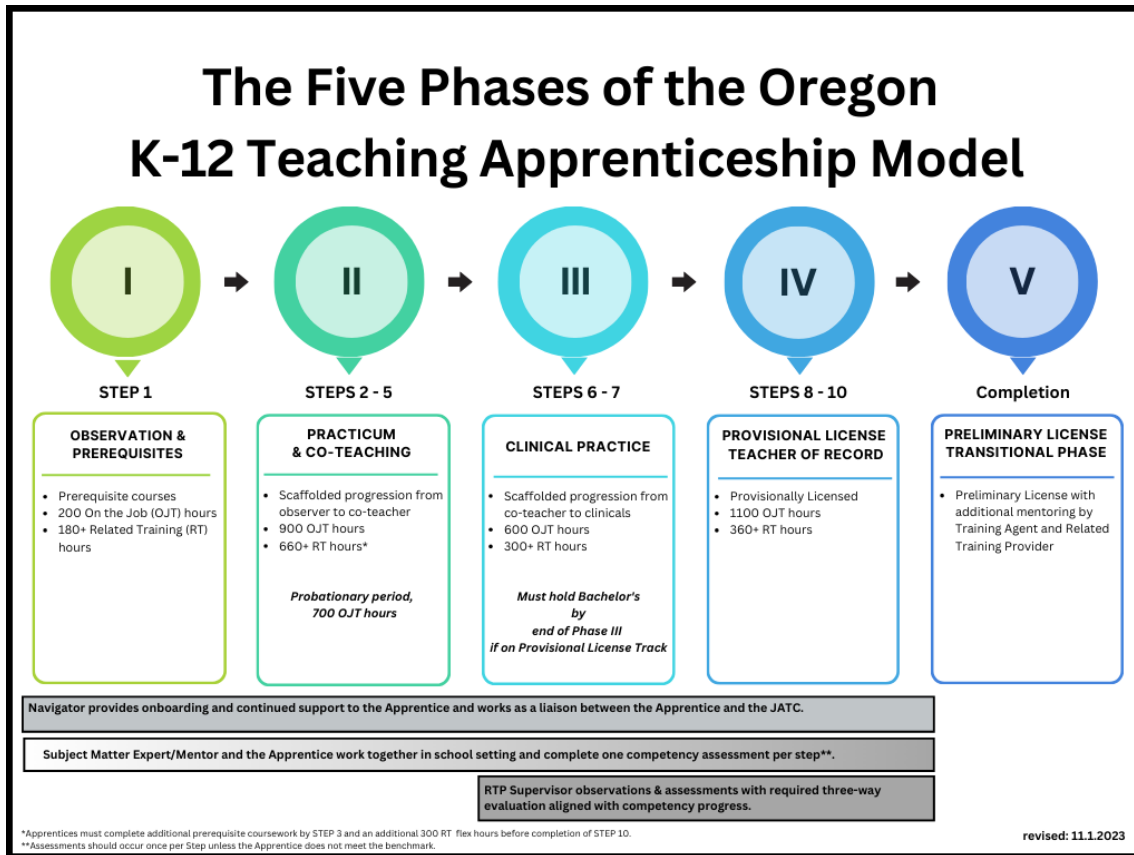 The Five Phases of the Oregon
K-12 Teaching Apprenticeship Model
I
II
III
IV
V
STEP 1
STEPS 2 - 5
STEPS 6 - 7
STEPS 8 - 10
Completion
OBSERVATION &
PREREQUISITES
• Prerequisite courses
• 200 On the Job (OJT) hours
• 180+ Related Training (RT)
hours
PRACTICUM
& CO-TEACHING
• Scaffolded progression from
observer to co-teacher
• 900 OJT hours
• 660+ RT hours*
Probationary period,
700 OJT hours
CLINICAL PRACTICE
• Scaffolded progression from
co-teacher to clinicals
• 600 OJT hours
• 300+ RT hours
Must hold Bachelor's
by
end of Phase III
if on Provisional License Track
PROVISIONAL LICENSE
TEACHER OF RECORD
• Provisionally Licensed
• 1100 OJT hours
• 360+ RT hours
PRELIMINARY LICENSE
TRANSITIONAL PHASE
• Preliminary License with
additional mentoring by
Training Agent and Related
Training Provider
Navigator provides onboarding and continued support to the Apprentice and works as a liaison between the Apprentice and the JATC.
Subject Matter Expert/Mentor and the Apprentice work together in school setting and complete one competency assessment per step**.
RTP Supervisor observations & assessments with required three-way
evaluation aligned with competency progress.
*Apprentices must complete additional prerequisite coursework by STEP 3 and an additional 300 RT flex hours before completion of STEP 10.
**Assessments should occur once per Step unless the Apprentice does not meet the benchmark.
revised: 11.1.2023